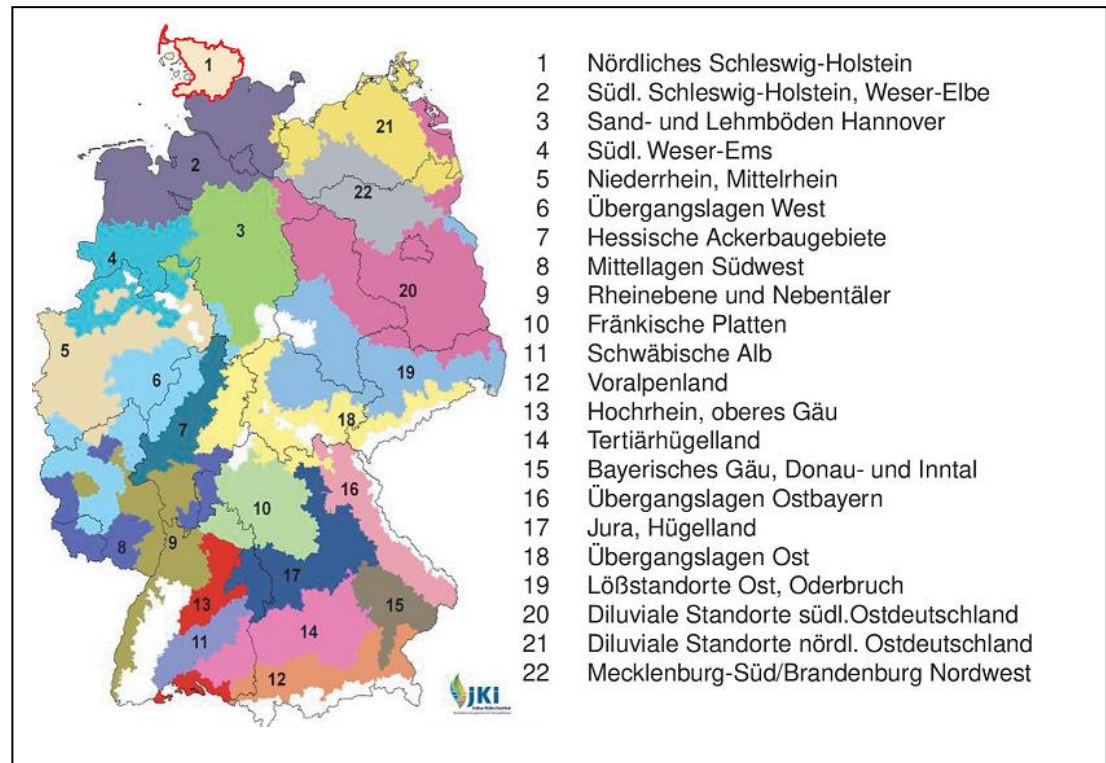 1 Nördliches Schleswig-Holstein
2 Südl. Schleswig-Holstein, Weser-Elbe
3 Sand- und Lehmböden Hannover
4 Südl. Weser-Ems
5 Niederrhein, Mittelrhein
6 Übergangslagen West
7 Hessische Ackerbaugebiete
8 Mittellagen Südwest
9 Rheinebene und Nebentäler
10 Fränkische Platten
11 Schwäbische Alb
12 Voralpenland
13 Hochrhein, oberes Gäu
14 Tertiärhügelland
15 Bayerisches Gäu, Donau- und Inntal
16 Übergangslagen Ostbayern
17 Jura, Hügelland
18 Übergangslagen Ost
19 Lößstandorte Ost, Oderbruch
20 Diluviale Standorte südl.Ostdeutschland
21 Diluviale Standorte nördl. Ostdeutschland
22 Mecklenburg-Süd/Brandenburg Nordwest
1
21
2
22
3
4
20
5
6
19
18
7
16
10
8
9
17
13
15
11
14
12
jKi